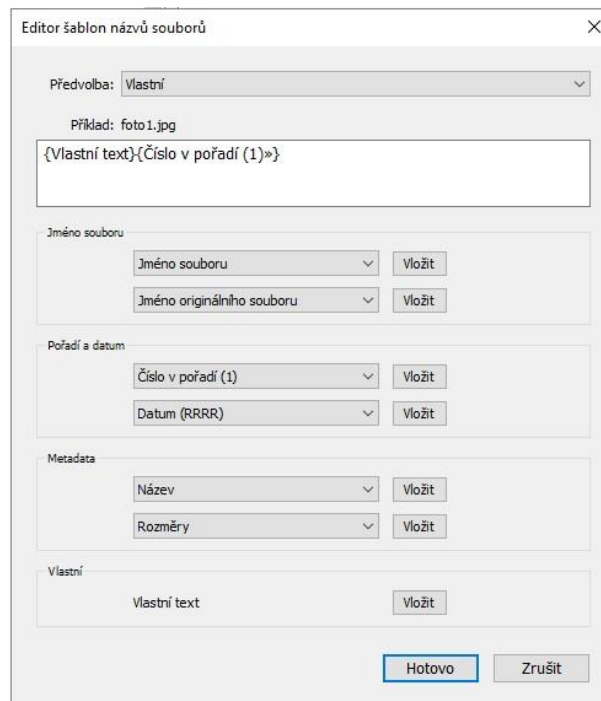 Editor šablon názvů souborů
Předvolba: Vlastní
Příklad: foto1.jpg
{Vlastní text}{Číslo v pořadí (1)»}
Jméno souboru
Jméno souboru Vložit
Jméno originálního souboru Vložit
Pořadí a datum
Číslo v pořadí (1) Vložit
Datum (RRRR) Vložit
Metadata
Název Vložit
Rozměry Vložit
Vlastní
Vlastní text Vložit
Hotovo Zrušit